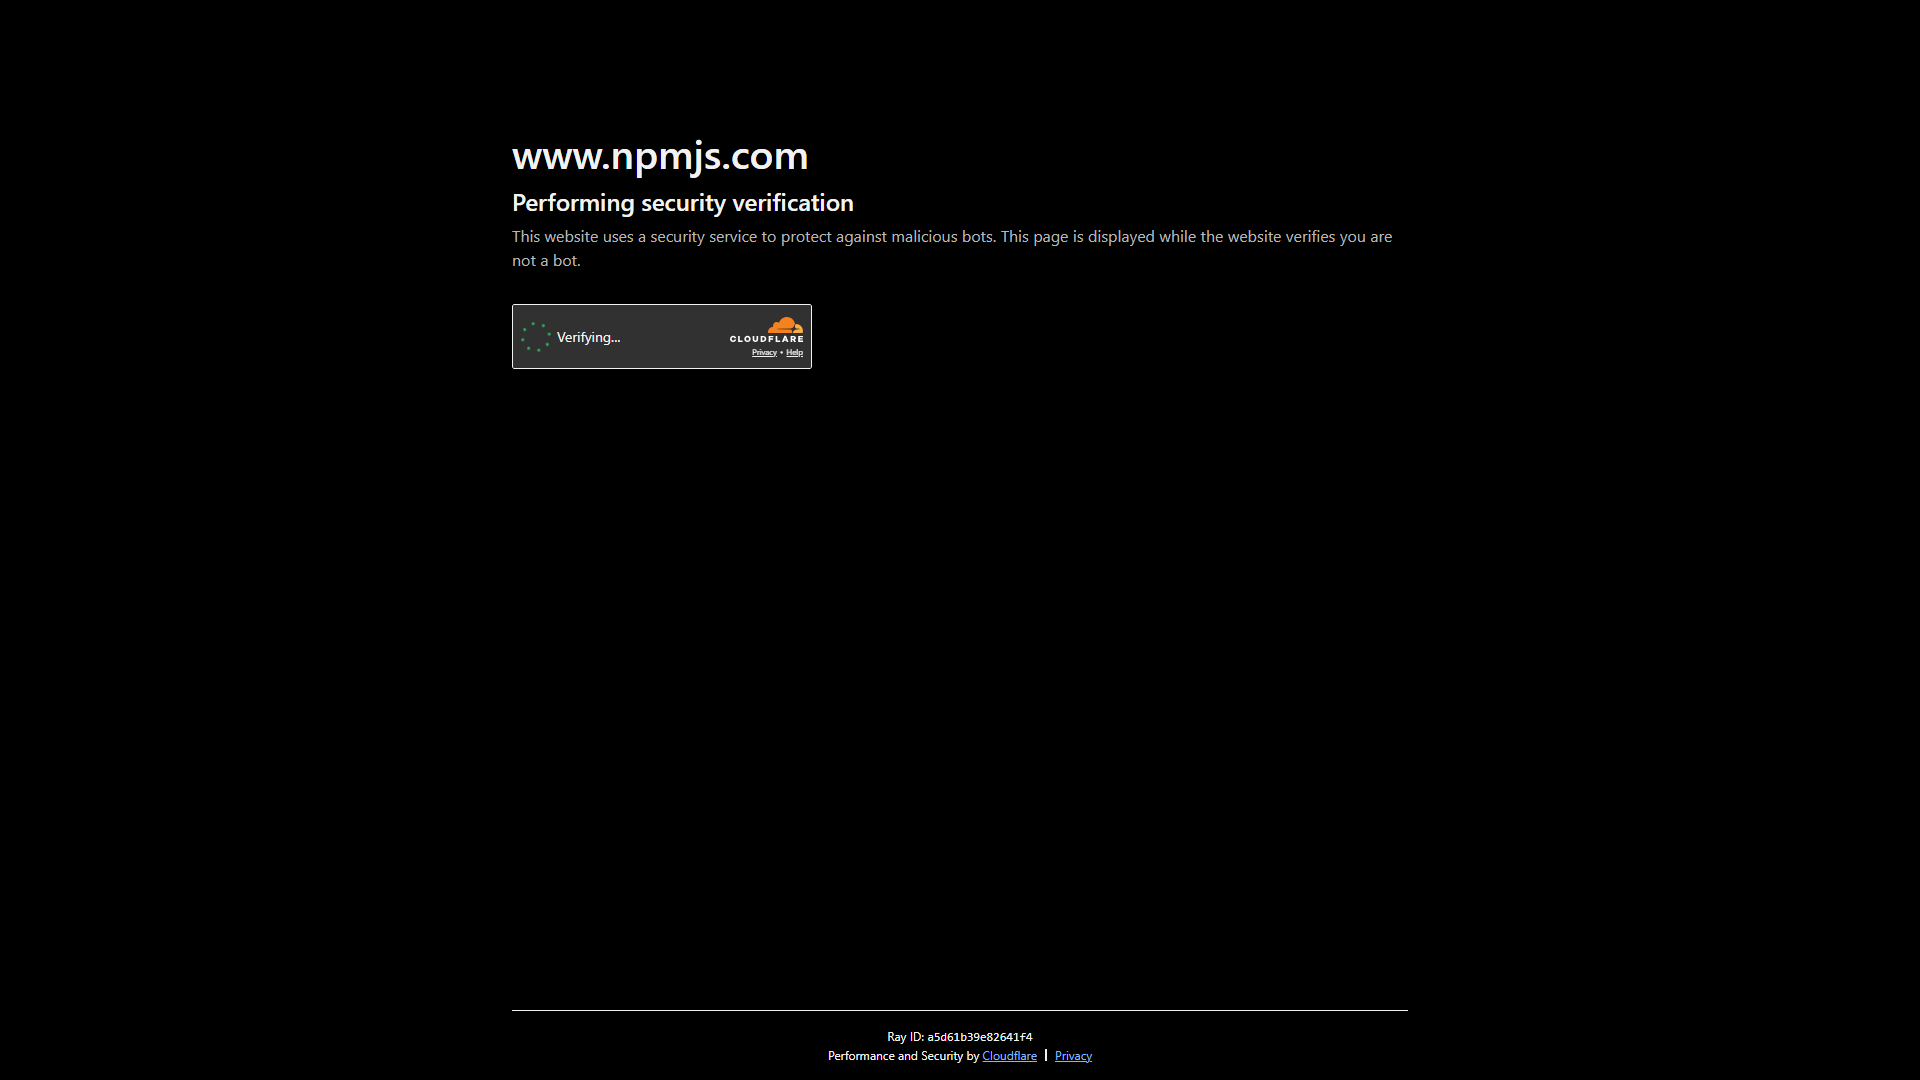 www.npmjs.com
Performing security verification
This website uses a security service to protect against malicious bots. This page is displayed while the website verifies you are
not a bot.
Verifying...
CLOUDFLARE
Privacy • Help
Ray ID: a5d61b39e82641f4
Performance and Security by Cloudflare | Privacy